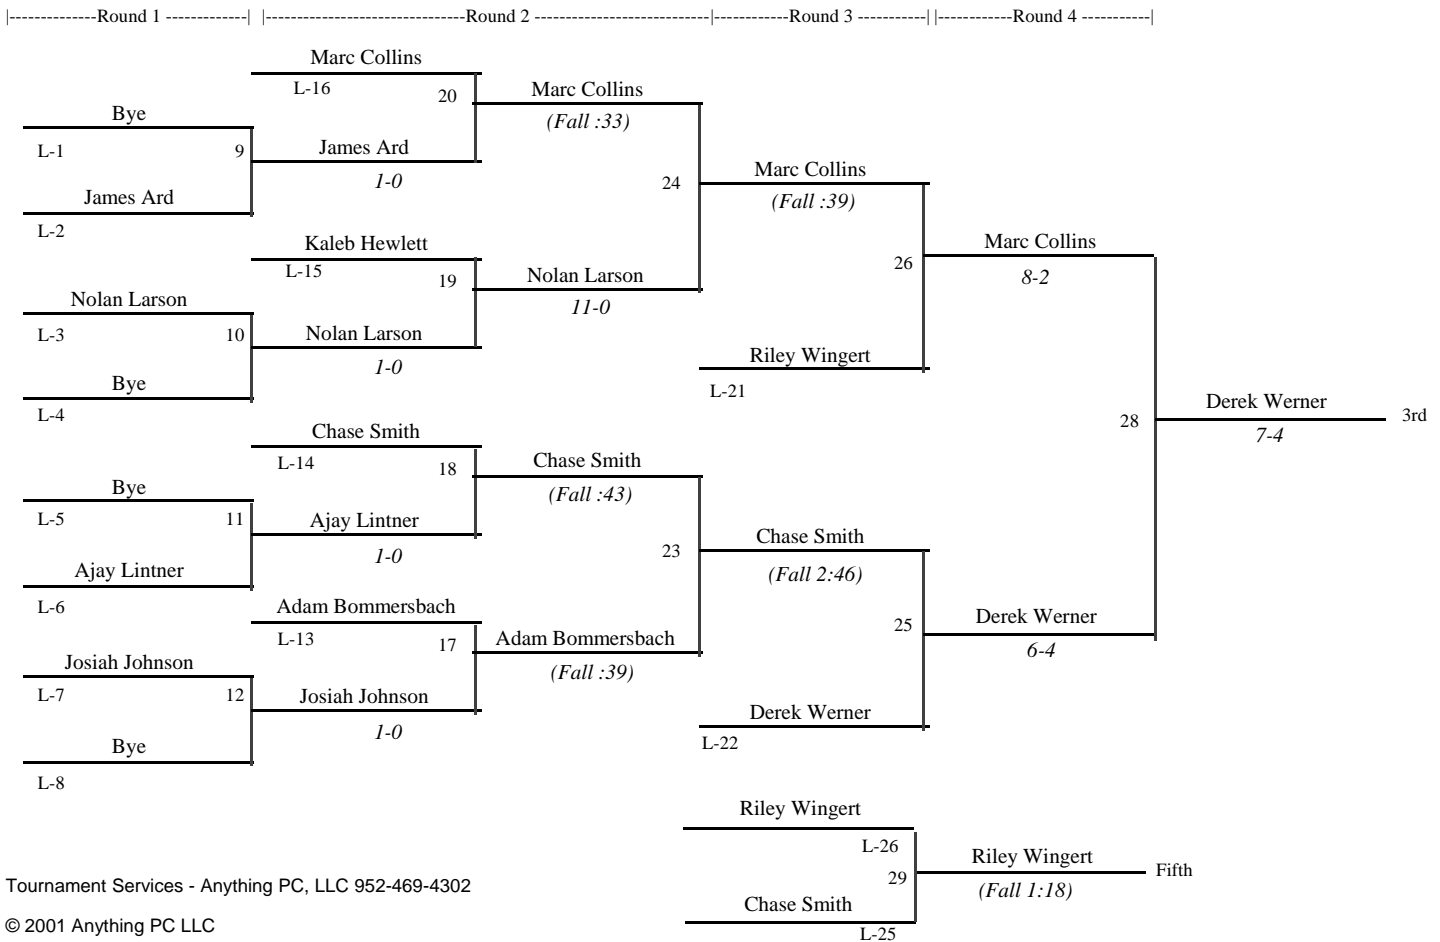 |-------------Round 1 -------------| |--------------------------------Round 2 ----------------------------|------------Round 3 -----------| |------------Round 4 -----------|
Marc Collins
L-16
20
Marc Collins
(Fall :33)
Bye
L-1
9
James Ard
1-0
James Ard
L-2
24
Marc Collins
(Fall :39)
Kaleb Hewlett
L-15
19
Nolan Larson
11-0
Nolan Larson
L-3
10
Nolan Larson
1-0
Bye
L-4
26
Marc Collins
8-2
Riley Wingert
L-21
28
Derek Werner
7-4
3rd
Chase Smith
L-14
18
Chase Smith
(Fall :43)
Bye
L-5
11
Ajay Lintner
1-0
Ajay Lintner
L-6
23
Chase Smith
(Fall 2:46)
Adam Bommersbach
L-13
17
Adam Bommersbach
(Fall :39)
25
Derek Werner
6-4
Josiah Johnson
L-7
12
Josiah Johnson
1-0
Bye
L-8
Derek Werner
L-22
Riley Wingert
L-26
29
Riley Wingert
(Fall 1:18)
Fifth
Chase Smith
L-25
Tournament Services - Anything PC, LLC 952-469-4302
© 2001 Anything PC LLC